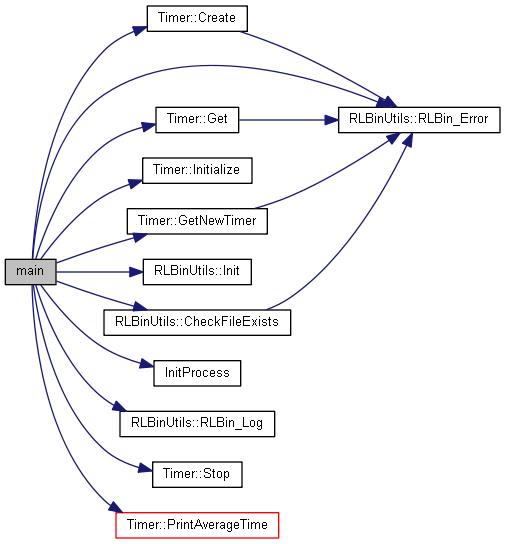 Timer::Create
Timer::Get
RLBinUtils::RLBin_Error
Timer::Initialize
Timer::GetNewTimer
main
RLBinUtils::Init
RLBinUtils::CheckFileExists
InitProcess
RLBinUtils::RLBin_Log
Timer::Stop
Timer::PrintAverageTime